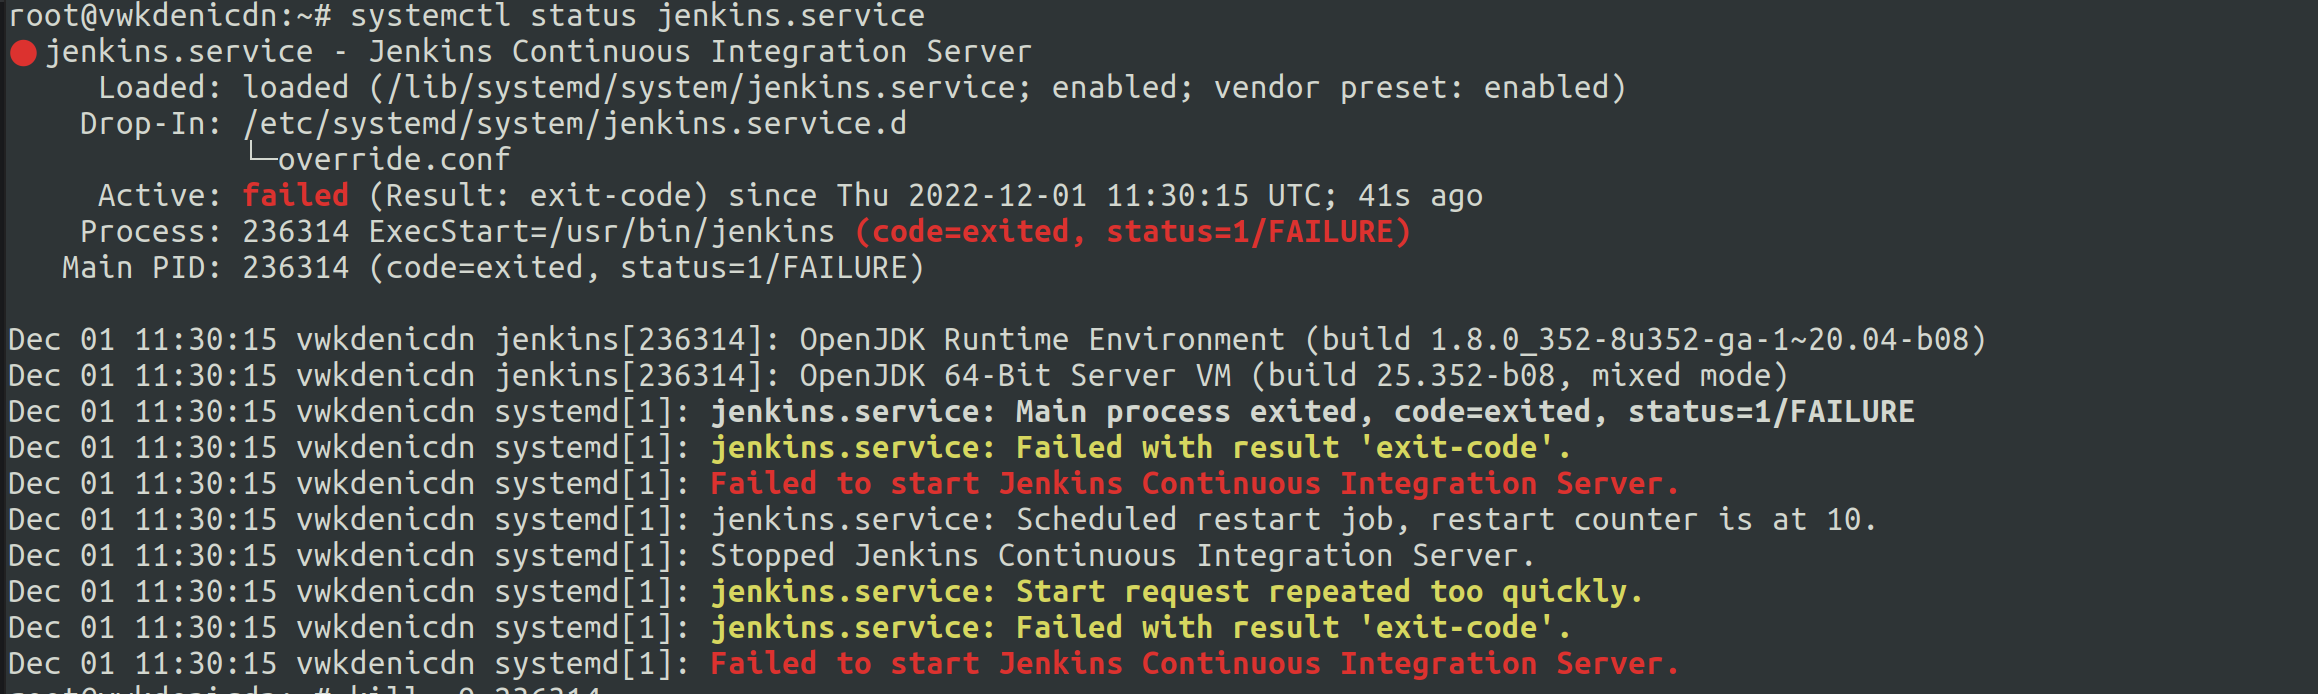 root@vwkdenicdn:~# systemctl status jenkins.service
● jenkins.service - Jenkins Continuous Integration Server
     Loaded: loaded (/lib/systemd/system/jenkins.service; enabled; vendor preset: enabled)
    Drop-In: /etc/systemd/system/jenkins.service.d
             └─override.conf
     Active: failed (Result: exit-code) since Thu 2022-12-01 11:30:15 UTC; 41s ago
    Process: 236314 ExecStart=/usr/bin/jenkins (code=exited, status=1/FAILURE)
   Main PID: 236314 (code=exited, status=1/FAILURE)

Dec 01 11:30:15 vwkdenicdn jenkins[236314]: OpenJDK Runtime Environment (build 1.8.0_352-8u352-ga-1~20.04-b08)
Dec 01 11:30:15 vwkdenicdn jenkins[236314]: OpenJDK 64-Bit Server VM (build 25.352-b08, mixed mode)
Dec 01 11:30:15 vwkdenicdn systemd[1]: jenkins.service: Main process exited, code=exited, status=1/FAILURE
Dec 01 11:30:15 vwkdenicdn systemd[1]: jenkins.service: Failed with result 'exit-code'.
Dec 01 11:30:15 vwkdenicdn systemd[1]: Failed to start Jenkins Continuous Integration Server.
Dec 01 11:30:15 vwkdenicdn systemd[1]: jenkins.service: Scheduled restart job, restart counter is at 10.
Dec 01 11:30:15 vwkdenicdn systemd[1]: Stopped Jenkins Continuous Integration Server.
Dec 01 11:30:15 vwkdenicdn systemd[1]: jenkins.service: Start request repeated too quickly.
Dec 01 11:30:15 vwkdenicdn systemd[1]: jenkins.service: Failed with result 'exit-code'.
Dec 01 11:30:15 vwkdenicdn systemd[1]: Failed to start Jenkins Continuous Integration Server.